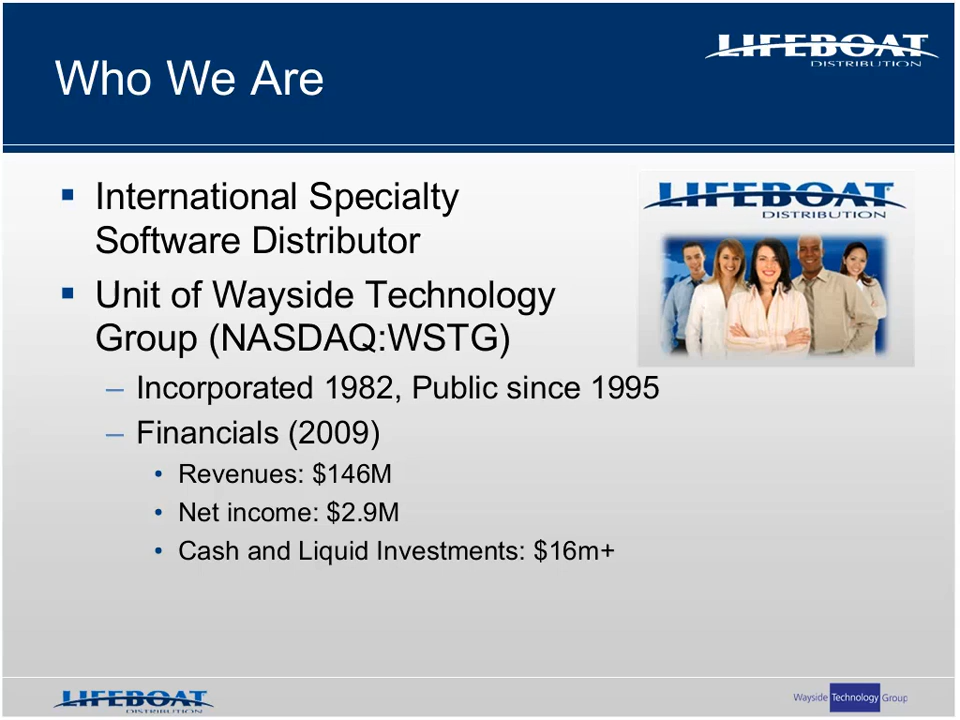 Who We Are
LIFEBOAT
DISTRIBUTION
International Specialty
Software Distributor
Unit of Wayside Technology
Group (NASDAQ:WSTG)
– Incorporated 1982, Public since 1995
– Financials (2009)
• Revenues: $146M
• Net income: $2.9M
• Cash and Liquid Investments: $16m+
LIFEBOAT
DISTRIBUTION
LIFEBOAT
DISTRIBUTION
Wayside Technology Group